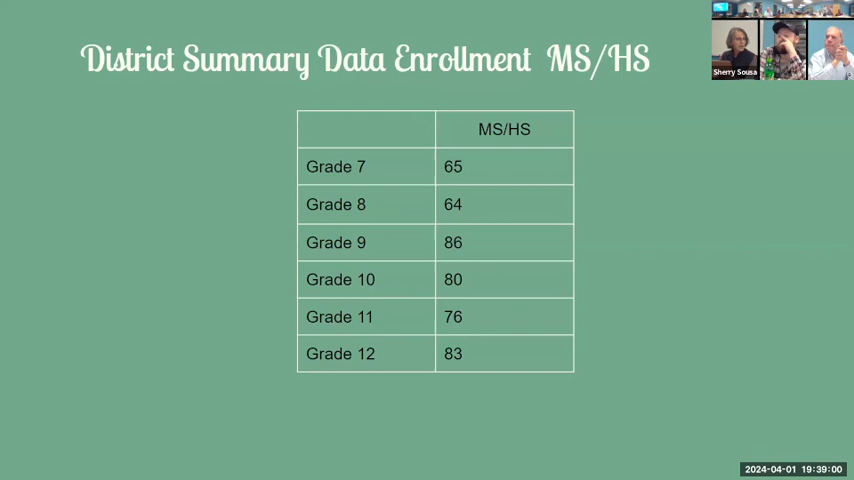 District Summary Data Enrollment MS/HS
Sherry Sousa
MS/HS
Grade 7 65
Grade 8 64
Grade 9 86
Grade 10 80
Grade 11 76
Grade 12 83
2024-04-01 19:39:00